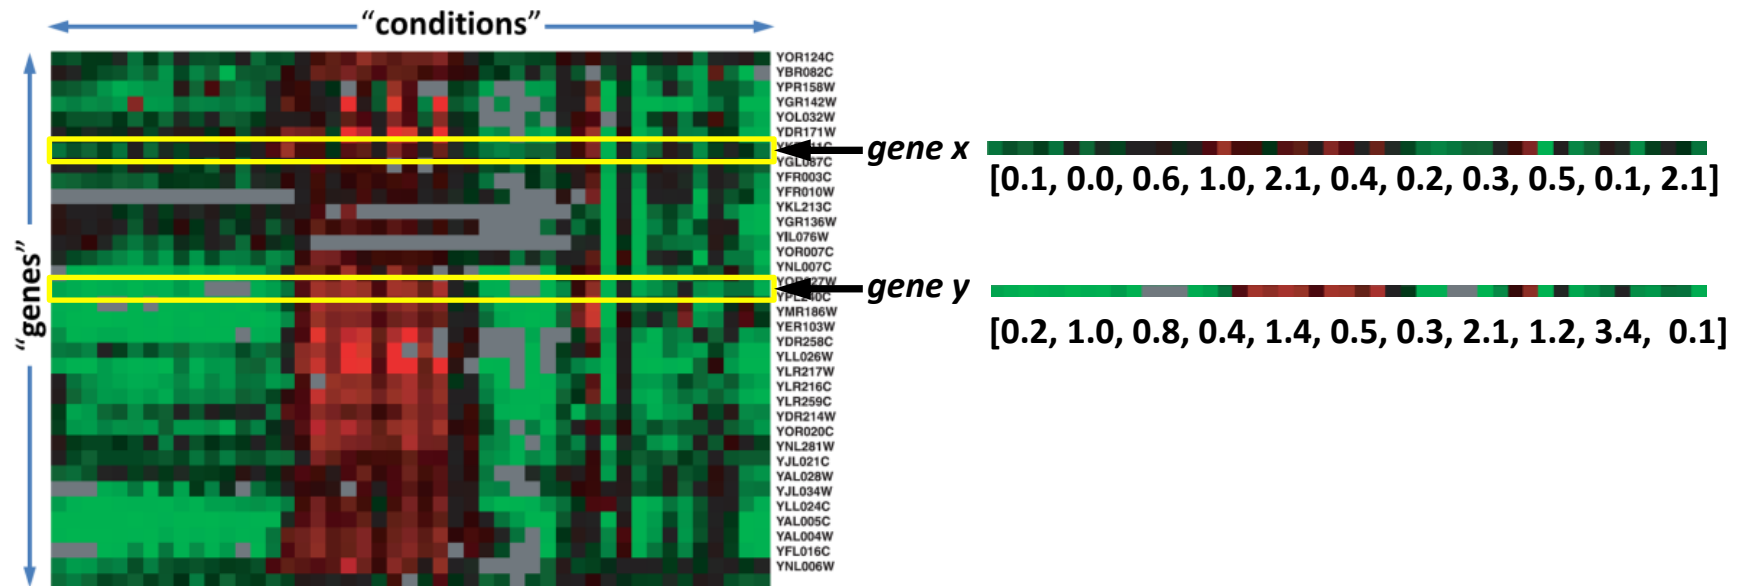 “conditions”
“genes”
YOR124C
YBR082C
YPR158W
YGR142W
YOL032W
YDR171W
YGL087C
YFR003C
YFR010W
YKL213C
YGR136W
YIL076W
YOR007C
YNL007C
YPL240C
YMR186W
YER103W
YDR258C
YLL026W
YLR217W
YLR216C
YLR259C
YDR214W
YOR020C
YNL281W
YJL021C
YAL028W
YJL034W
YLL024C
YAL005C
YAL004W
YFL016C
YNL006W
gene x
[0.1, 0.0, 0.6, 1.0, 2.1, 0.4, 0.2, 0.3, 0.5, 0.1, 2.1]
gene y
[0.2, 1.0, 0.8, 0.4, 1.4, 0.5, 0.3, 2.1, 1.2, 3.4, 0.1]